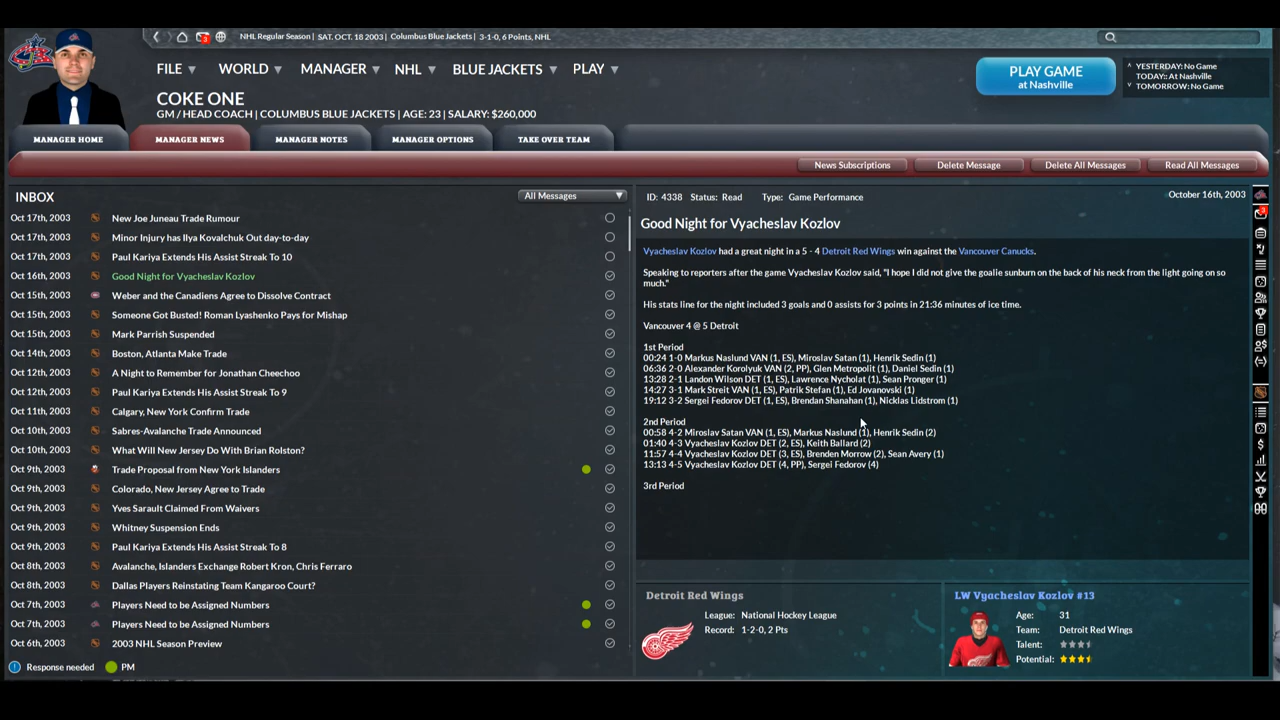 NHL Regular Season | SAT. OCT. 18 2003 | Columbus Blue Jackets | 3-1-0, 6 Points, NHL
FILE WORLD MANAGER NHL BLUE JACKETS PLAY
PLAY GAME
at Nashville
YESTERDAY: No Game
TODAY:: At Nashville
TOMORROW: No Game
COKE ONE
GM / HEAD COACH | COLUMBUS BLUE JACKETS | AGE: 23 | SALARY: $260,000
MANAGER HOME MANAGER NEWS MANAGER NOTES MANAGER OPTIONS TAKE OVER TEAM
News Subscriptions Delete Message Delete All Messages Read All Messages
INBOX All Messages
Oct 17th, 2003 New Joe Juneau Trade Rumour
Oct 17th, 2003 Minor Injury has Ilya Kovalchuk Out day-to-day
Oct 17th, 2003 Paul Kariya Extends His Assist Streak To 10
Oct 16th, 2003 Good Night for Vyacheslav Kozlov
Oct 15th, 2003 Weber and the Canadiens Agree to Dissolve Contract
Oct 15th, 2003 Someone Got Busted! Roman Lyashenko Pays for Mishap
Oct 15th, 2003 Mark Parrish Suspended
Oct 14th, 2003 Boston, Atlanta Make Trade
Oct 12th, 2003 A Night to Remember for Jonathan Cheechoo
Oct 12th, 2003 Paul Kariya Extends His Assist Streak To 9
Oct 11th, 2003 Calgary, New York Confirm Trade
Oct 10th, 2003 Sabres-Avalanche Trade Announced
Oct 10th, 2003 What Will New Jersey Do With Brian Rolston?
Oct 9th, 2003 Trade Proposal from New York Islanders
Oct 9th, 2003 Colorado, New Jersey Agree to Trade
Oct 9th, 2003 Yves Sarault Claimed From Waivers
Oct 9th, 2003 Whitney Suspension Ends
Oct 9th, 2003 Paul Kariya Extends His Assist Streak To 8
Oct 8th, 2003 Avalanche, Islanders Exchange Robert Kron, Chris Ferraro
Oct 8th, 2003 Dallas Players Reinstating Team Kangaroo Court?
Oct 7th, 2003 Players Need to be Assigned Numbers
Oct 7th, 2003 Players Need to be Assigned Numbers
Oct 6th, 2003 2003 NHL Season Preview
Response needed PM
ID: 4338 Status: Read Type: Game Performance October 16th, 2003
Good Night for Vyacheslav Kozlov
Vyacheslav Kozlov had a great night in a 5 - 4 Detroit Red Wings win against the Vancouver Canucks.
Speaking to reporters after the game Vyacheslav Kozlov said, "I hope I did not give the goalie sunburn on the back of his neck from the light going on so
much."
His stats line for the night included 3 goals and 0 assists for 3 points in 21:36 minutes of ice time.
Vancouver 4 @ 5 Detroit
1st Period
00:24 1-0 Markus Naslund VAN (1, ES), Miroslav Satan (1), Henrik Sedin (1)
06:36 2-0 Alexander Korolyuk VAN (2, PP), Glen Metropolit (1), Daniel Sedin (1)
13:28 2-1 Landon Wilson DET (1, ES), Lawrence Nycholat (1), Sean Pronger (1)
14:27 3-1 Mark Streit VAN (1, ES), Patrik Stefan (1), Ed Jovanovski (1)
19:12 3-2 Sergei Fedorov DET (1, ES), Brendan Shanahan (1), Nicklas Lidstrom (1)
2nd Period
00:58 4-2 Miroslav Satan VAN (1, ES), Markus Naslund (1), Henrik Sedin (2)
01:40 4-3 Vyacheslav Kozlov DET (2, ES), Keith Ballard (2)
11:57 4-4 Vyacheslav Kozlov DET (3, ES), Brenden Morrow (2), Sean Avery (1)
13:13 4-5 Vyacheslav Kozlov DET (4, PP), Sergei Fedorov (4)
3rd Period
Detroit Red Wings
League: National Hockey League
Record: 1-2-0, 2 Pts
LW Vyacheslav Kozlov #13
Age: 31
Team: Detroit Red Wings
Talent:
Potential: